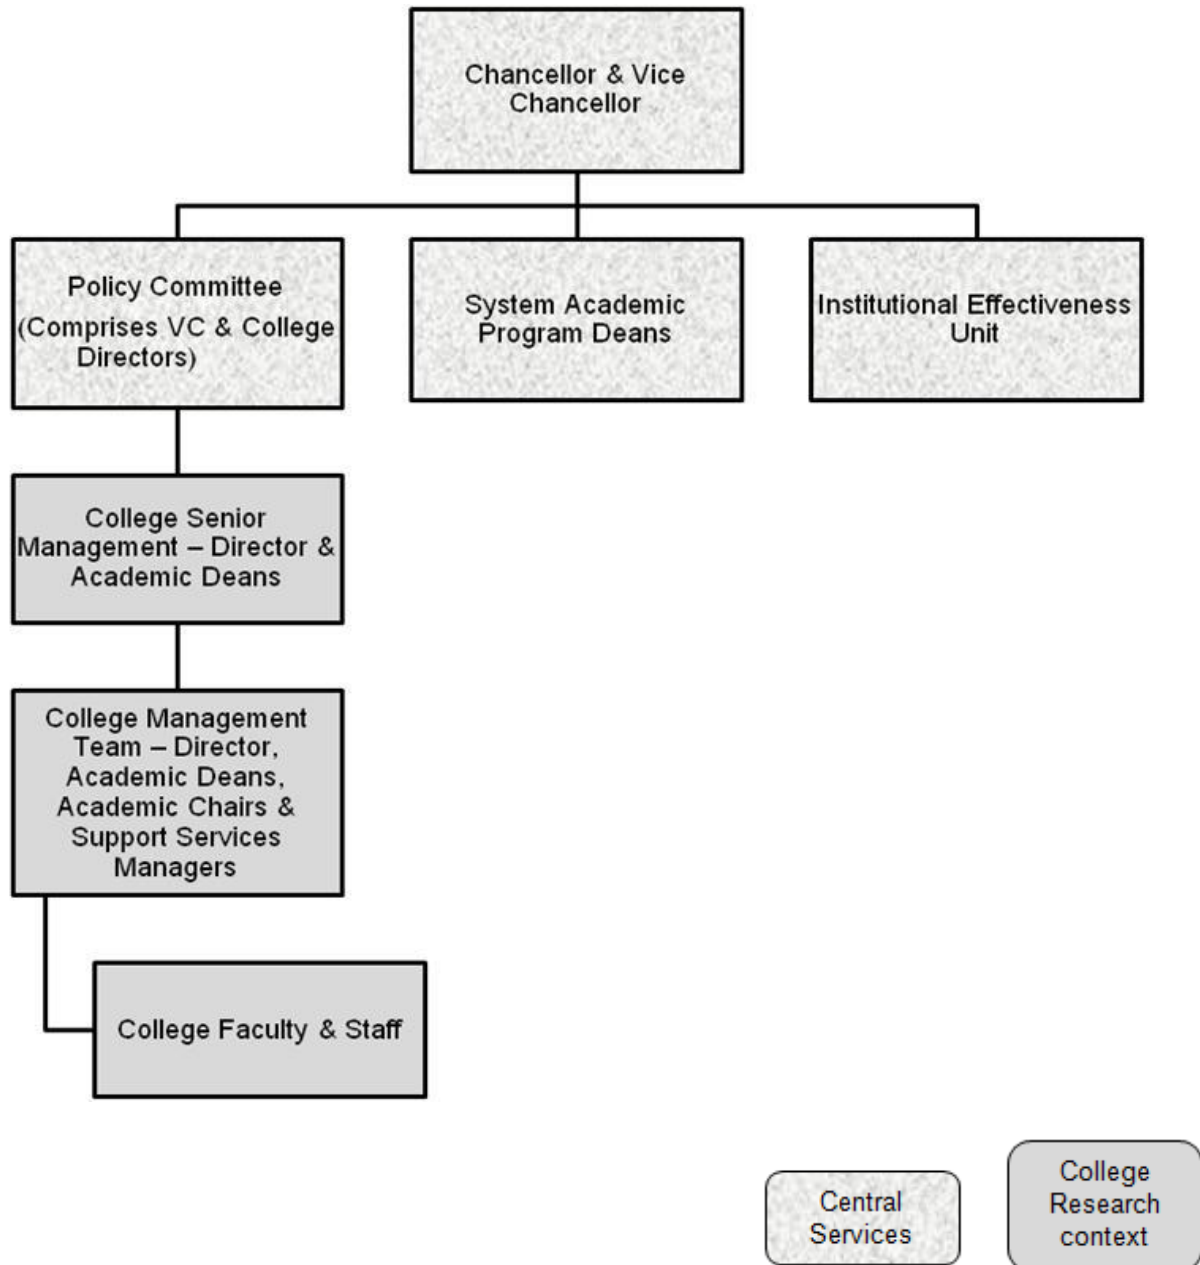 Chancellor & Vice
Chancellor
Policy Committee
(Comprises VC & College
Directors)
System Academic
Program Deans
Institutional Effectiveness
Unit
College Senior
Management – Director &
Academic Deans
College Management
Team – Director,
Academic Deans,
Academic Chairs &
Support Services
Managers
College Faculty & Staff
Central
Services
College
Research
context